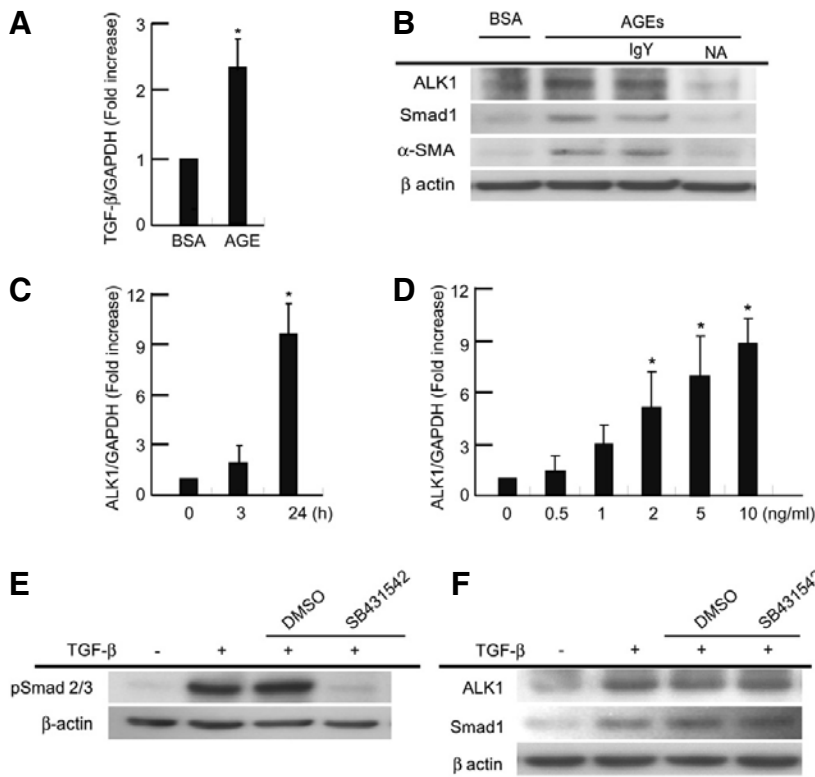 A
TGF-β/GAPDH (Fold increase)
3
2
1
0
BSA AGE
*
B
BSA AGEs
IgY NA
ALK1
Smad1
α-SMA
β actin
C
ALK1/GAPDH (Fold increase)
12
9
6
3
0
*
0 3 24 (h)
D
ALK1/GAPDH (Fold increase)
12
9
6
3
0
* * *
0 0.5 1 2 5 10 (ng/ml)
E
DMSO SB431542
TGF-β - + + +
pSmad 2/3
β-actin
F
DMSO SB431542
TGF-β - + + +
ALK1
Smad1
β actin